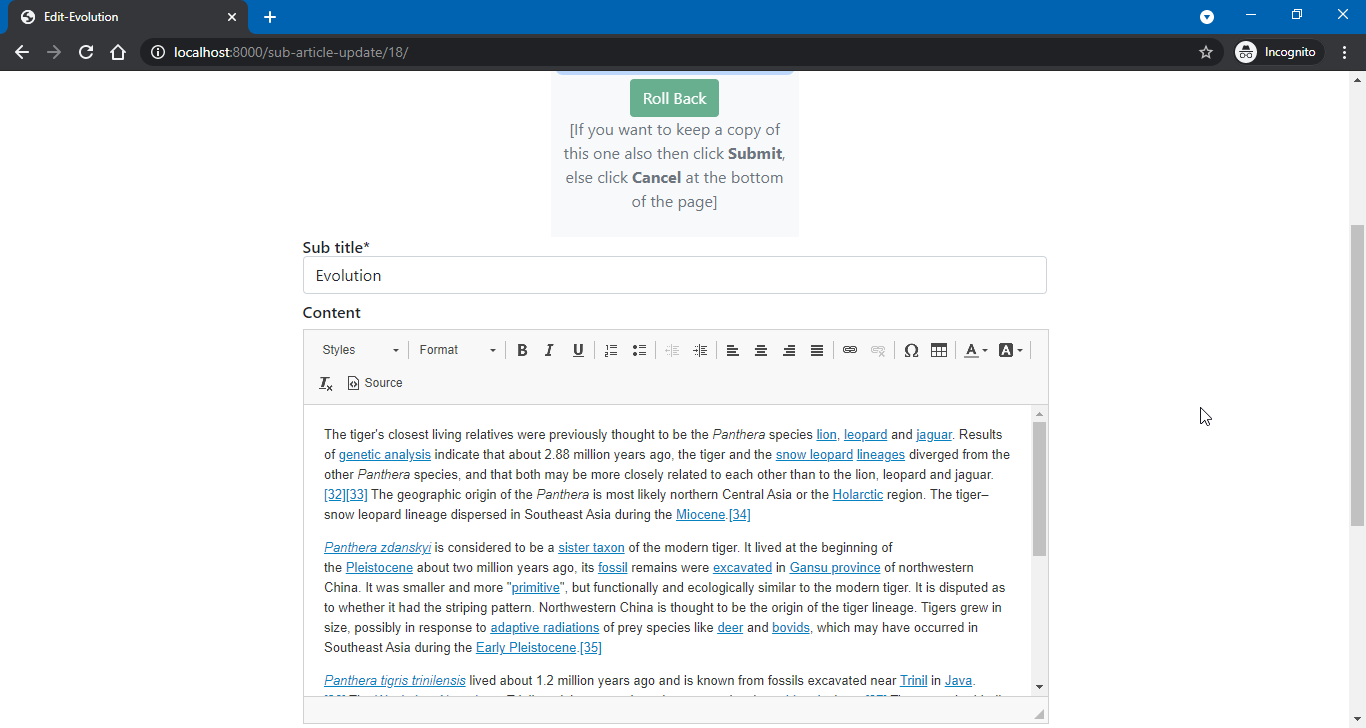 Edit-Evolution
localhost:8000/sub-article-update/18/
Incognito
Roll Back
[If you want to keep a copy of
this one also then click Submit,
else click Cancel at the bottom
of the page]
Sub title*
Evolution
Content
Styles Format B I U Ω A A
Tx Source
The tiger's closest living relatives were previously thought to be the Panthera species lion, leopard and jaguar. Results
of genetic analysis indicate that about 2.88 million years ago, the tiger and the snow leopard lineages diverged from the
other Panthera species, and that both may be more closely related to each other than to the lion, leopard and jaguar.
[32][33] The geographic origin of the Panthera is most likely northern Central Asia or the Holarctic region. The tiger–
snow leopard lineage dispersed in Southeast Asia during the Miocene.[34]
Panthera zdanskyi is considered to be a sister taxon of the modern tiger. It lived at the beginning of
the Pleistocene about two million years ago, its fossil remains were excavated in Gansu province of northwestern
China. It was smaller and more "primitive", but functionally and ecologically similar to the modern tiger. It is disputed as
to whether it had the striping pattern. Northwestern China is thought to be the origin of the tiger lineage. Tigers grew in
size, possibly in response to adaptive radiations of prey species like deer and bovids, which may have occurred in
Southeast Asia during the Early Pleistocene.[35]
Panthera tigris trinilensis lived about 1.2 million years ago and is known from fossils excavated near Trinil in Java.